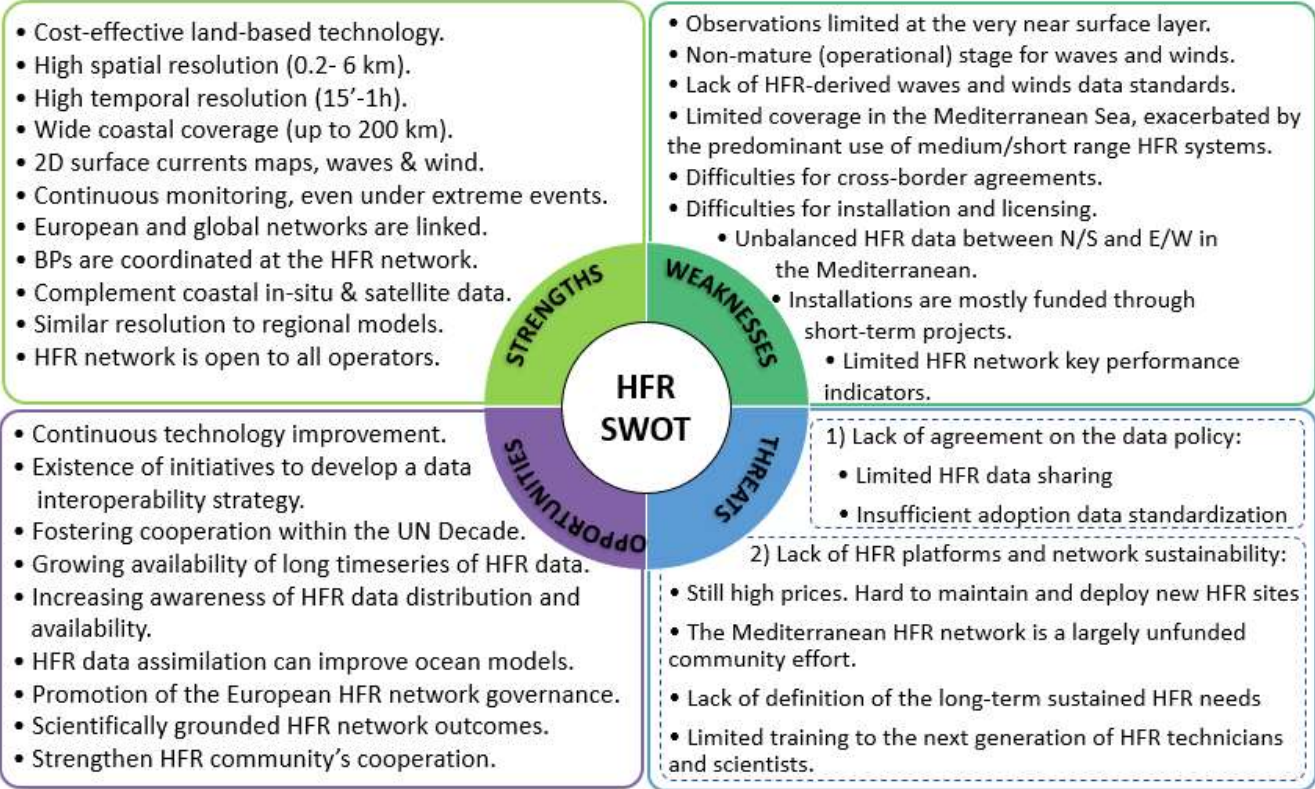 • Cost-effective land-based technology.
• High spatial resolution (0.2- 6 km).
• High temporal resolution (15’-1h).
• Wide coastal coverage (up to 200 km).
• 2D surface currents maps, waves & wind.
• Continuous monitoring, even under extreme events.
• European and global networks are linked.
• BPs are coordinated at the HFR network.
• Complement coastal in-situ & satellite data.
• Similar resolution to regional models.
• HFR network is open to all operators.
STRENGTHS
• Observations limited at the very near surface layer.
• Non-mature (operational) stage for waves and winds.
• Lack of HFR-derived waves and winds data standards.
• Limited coverage in the Mediterranean Sea, exacerbated by
the predominant use of medium/short range HFR systems.
• Difficulties for cross-border agreements.
• Difficulties for installation and licensing.
• Unbalanced HFR data between N/S and E/W in
the Mediterranean.
• Installations are mostly funded through
short-term projects.
• Limited HFR network key performance
indicators.
WEAKNESSES
HFR
SWOT
• Continuous technology improvement.
• Existence of initiatives to develop a data
interoperability strategy.
• Fostering cooperation within the UN Decade.
• Growing availability of long timeseries of HFR data.
• Increasing awareness of HFR data distribution and
availability.
• HFR data assimilation can improve ocean models.
• Promotion of the European HFR network governance.
• Scientifically grounded HFR network outcomes.
• Strengthen HFR community’s cooperation.
OPPORTUNITIES
THREATS
1) Lack of agreement on the data policy:
• Limited HFR data sharing
• Insufficient adoption data standardization
2) Lack of HFR platforms and network sustainability:
• Still high prices. Hard to maintain and deploy new HFR sites
• The Mediterranean HFR network is a largely unfunded
community effort.
• Lack of definition of the long-term sustained HFR needs
• Limited training to the next generation of HFR technicians
and scientists.